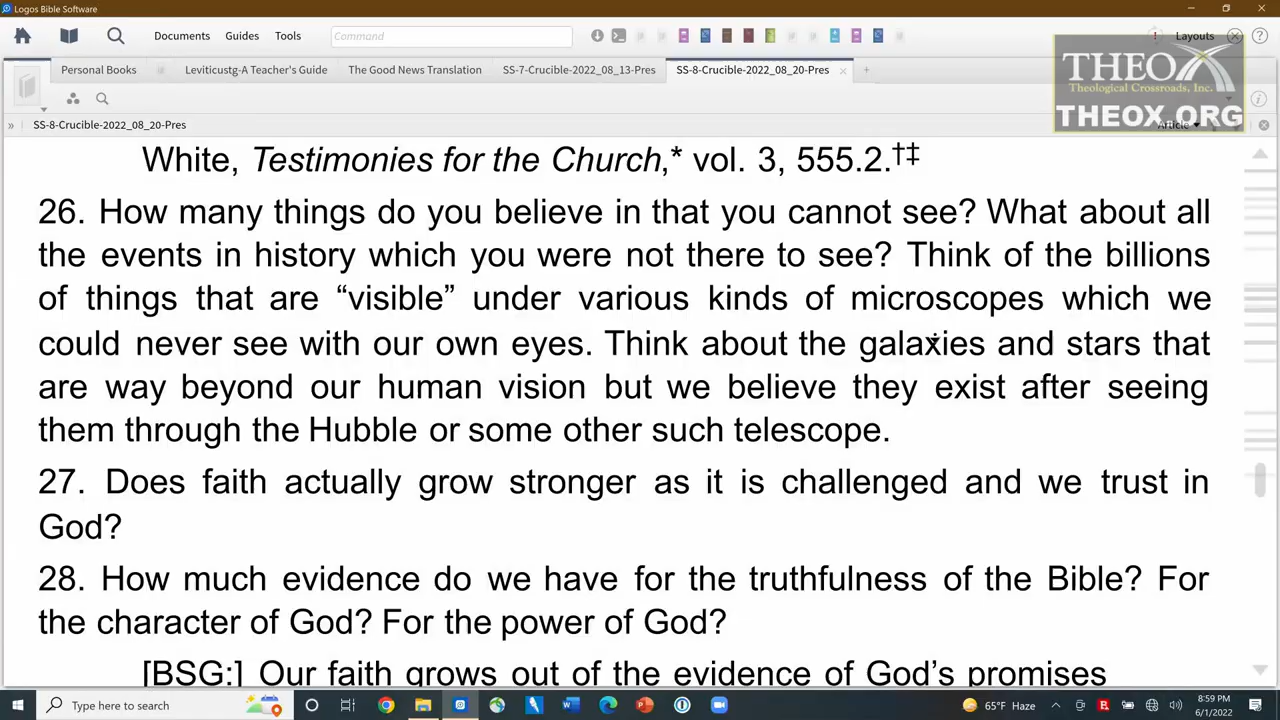 Logos Bible Software
Documents Guides Tools Command Layouts
Personal Books Leviticustg-A Teacher's Guide The Good News Translation SS-7-Crucible-2022_08_13-Pres SS-8-Crucible-2022_08_20-Pres
THEOX
Theological Crossroads, Inc.
THEOX.ORG
SS-8-Crucible-2022_08_20-Pres Article
White, Testimonies for the Church,* vol. 3, 555.2.†‡
26. How many things do you believe in that you cannot see? What about all
the events in history which you were not there to see? Think of the billions
of things that are “visible” under various kinds of microscopes which we
could never see with our own eyes. Think about the galaxies and stars that
are way beyond our human vision but we believe they exist after seeing
them through the Hubble or some other such telescope.
27. Does faith actually grow stronger as it is challenged and we trust in
God?
28. How much evidence do we have for the truthfulness of the Bible? For
the character of God? For the power of God?
[BSG:] Our faith grows out of the evidence of God’s promises
Type here to search 65°F Haze 8:59 PM
6/1/2022